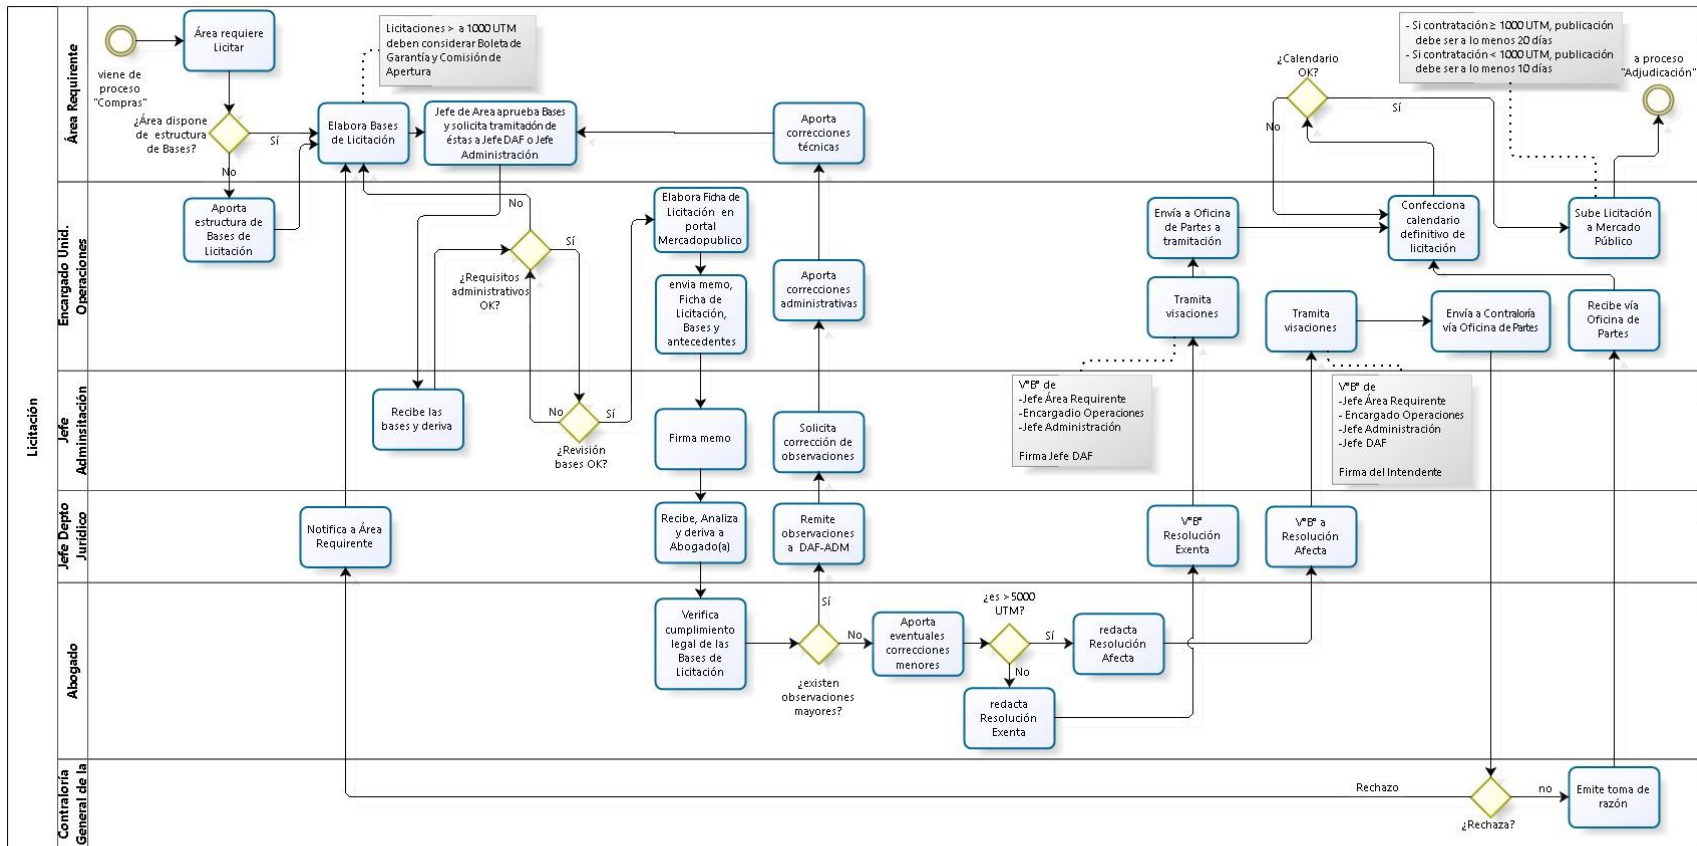 Licitación
Área Requirente
viene de
proceso
"Compras"
Área requiere
Licitar
¿Área dispone
de estructura
de Bases?
Sí
No
Licitaciones > a 1000 UTM
deben considerar Boleta de
Garantía y Comisión de
Apertura
Elabora Bases
de Licitación
Jefe de Area aprueba Bases
y solicita tramitación de
éstas a Jefe DAF o Jefe
Administración
Aporta
correcciones
técnicas
¿Calendario
OK?
No
Sí
- Si contratación ≥ 1000 UTM, publicación
debe ser a lo menos 20 días
- Si contratación < 1000 UTM, publicación
debe ser a lo menos 10 días
a proceso
"Adjudicación"
Encargado Unid.
Operaciones
Aporta
estructura de
Bases de
Licitación
No
Sí
¿Requisitos
administrativos
OK?
Elabora Ficha de
Licitación en
portal
Mercadopublico
envia memo,
Ficha de
Licitación,
Bases y
antecedentes
Aporta
correcciones
administrativas
Envía a Oficina
de Partes a
tramitación
Tramita
visaciones
Tramita
visaciones
Confecciona
calendario
definitivo de
licitación
Envía a Contraloría
vía Oficina de Partes
Sube Licitación
a Mercado
Público
Recibe vía
Oficina de
Partes
Jefe
Adminsitación
Recibe las
bases y deriva
No
Sí
¿Revisión
bases OK?
Firma memo
Solicita
corrección de
observaciones
V°B° de
-Jefe Área Requirente
-Encargadio Operaciones
-Jefe Administración
Firma Jefe DAF
V°B° de
-Jefe Área Requirente
- Encargado Operaciones
-Jefe Administración
-Jefe DAF
Firma del Intendente
Jefe Depto
Jurídico
Notifica a Área
Requirente
Recibe, Analiza
y deriva a
Abogado(a)
Remite
observaciones
a DAF-ADM
V°B°
Resolución
Exenta
V°B° a
Resolución
Afecta
Abogado
Verifica
cumplimiento
legal de las
Bases de
Licitación
Sí
No
¿existen
observaciones
mayores?
Aporta
eventuales
correcciones
menores
¿es > 5000
UTM?
Sí
No
redacta
Resolución
Afecta
redacta
Resolución
Exenta
Contraloría
General de la
Rechazo
no
¿Rechaza?
Emite toma de
razón